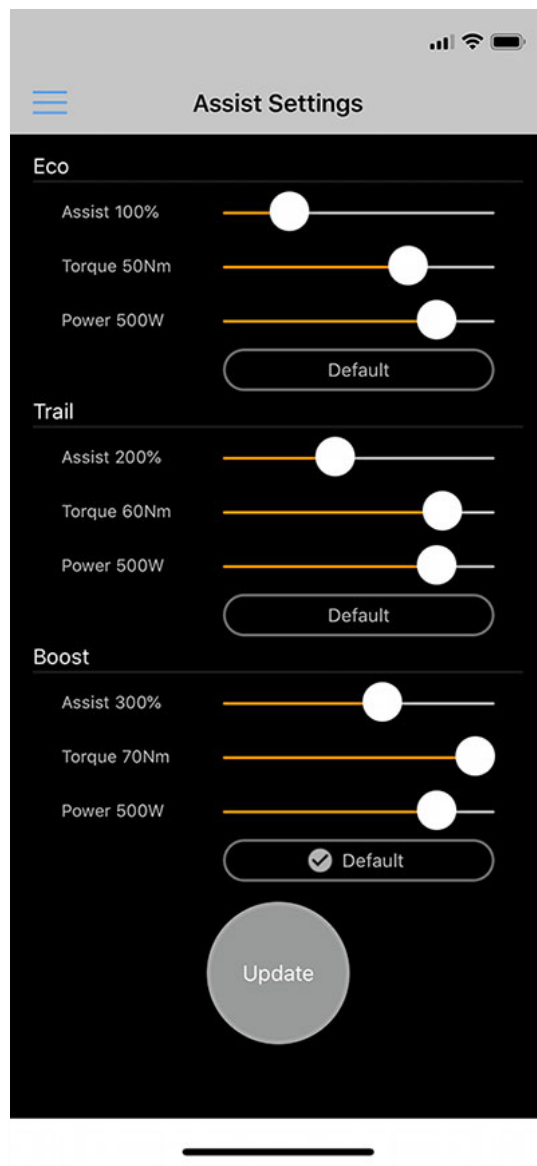 Assist Settings
Eco
Assist 100%
Torque 50Nm
Power 500W
Default
Trail
Assist 200%
Torque 60Nm
Power 500W
Default
Boost
Assist 300%
Torque 70Nm
Power 500W
Default
Update